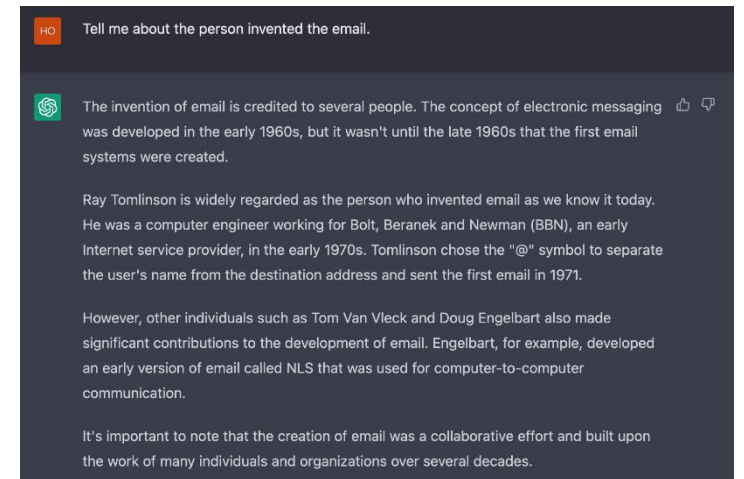 HO
Tell me about the person invented the email.
The invention of email is credited to several people. The concept of electronic messaging
was developed in the early 1960s, but it wasn't until the late 1960s that the first email
systems were created.
Ray Tomlinson is widely regarded as the person who invented email as we know it today.
He was a computer engineer working for Bolt, Beranek and Newman (BBN), an early
Internet service provider, in the early 1970s. Tomlinson chose the "@" symbol to separate
the user's name from the destination address and sent the first email in 1971.
However, other individuals such as Tom Van Vleck and Doug Engelbart also made
significant contributions to the development of email. Engelbart, for example, developed
an early version of email called NLS that was used for computer-to-computer
communication.
It's important to note that the creation of email was a collaborative effort and built upon
the work of many individuals and organizations over several decades.